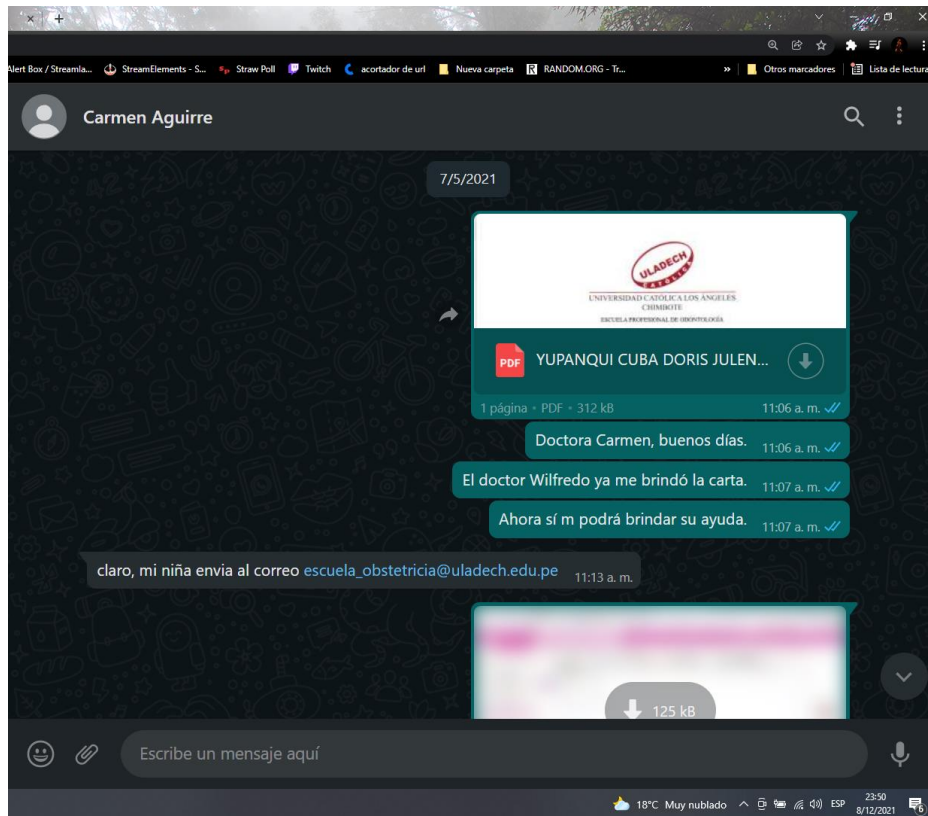 Alert Box / Streamla...
StreamElements - S...
Straw Poll
Twitch
acortador de url
Nueva carpeta
RANDOM.ORG - Tr...
»
Otros marcadores
Lista de lectura
Carmen Aguirre
7/5/2021
ULADECH
CATÓLICA
UNIVERSIDAD CATÓLICA LOS ÁNGELES
CHIMBOTE
ESCUELA PROFESIONAL DE ODONTOLOGÍA
PDF
YUPANQUI CUBA DORIS JULEN...
1 página • PDF • 312 kB
11:06 a. m.
Doctora Carmen, buenos días.
11:06 a. m.
El doctor Wilfredo ya me brindó la carta.
11:07 a. m.
Ahora sí m podrá brindar su ayuda.
11:07 a. m.
claro, mi niña envia al correo escuela_obstetricia@uladech.edu.pe
11:13 a. m.
125 kB
Escribe un mensaje aquí
18°C Muy nublado
ESP
23:50
8/12/2021
6